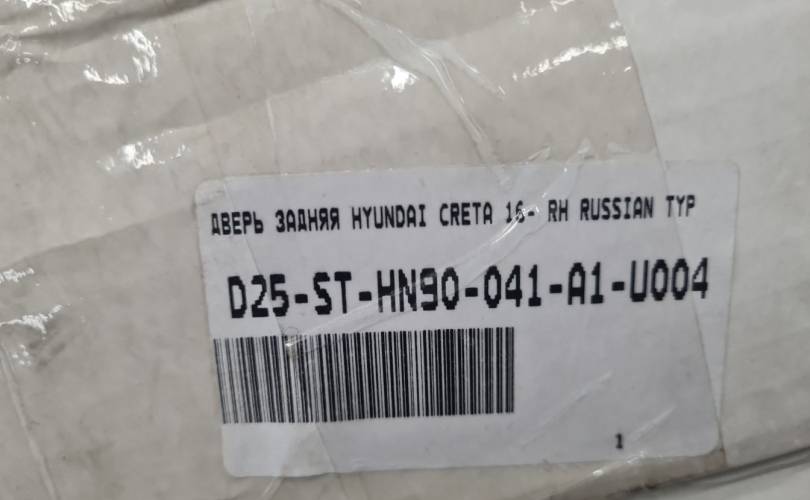 ДВЕРЬ ЗАДНЯЯ HYUNDAI CRETA 16- RH RUSSIAN TYP
D25-ST-HN90-041-A1-U004
1